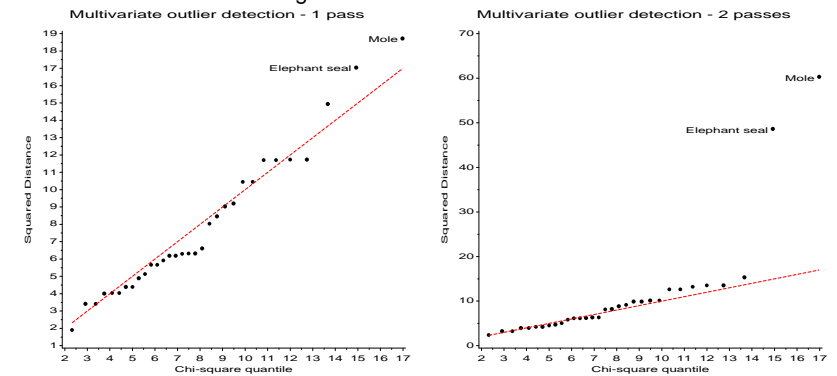 Multivariate outlier detection - 1 pass
19
18
17
16
15
14
13
12
11
10
9
8
7
6
5
4
3
2
1
Squared Distance
Mole
Elephant seal
2 3 4 5 6 7 8 9 10 11 12 13 14 15 16 17
Chi-square quantile
Multivariate outlier detection - 2 passes
70
60
50
40
30
20
10
0
Squared Distance
Mole
Elephant seal
2 3 4 5 6 7 8 9 10 11 12 13 14 15 16 17
Chi-square quantile